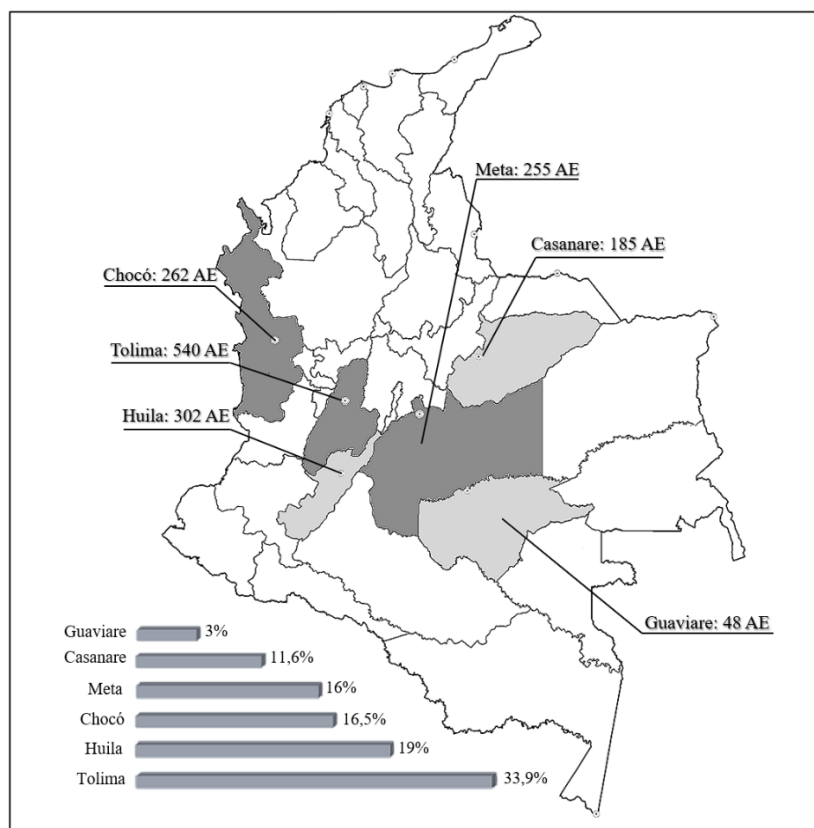 Meta: 255 AE
Casanare: 185 AE
Chocó: 262 AE
Tolima: 540 AE
Huila: 302 AE
Guaviare: 48 AE
Guaviare 3%
Casanare 11,6%
Meta 16%
Chocó 16,5%
Huila 19%
Tolima 33,9%